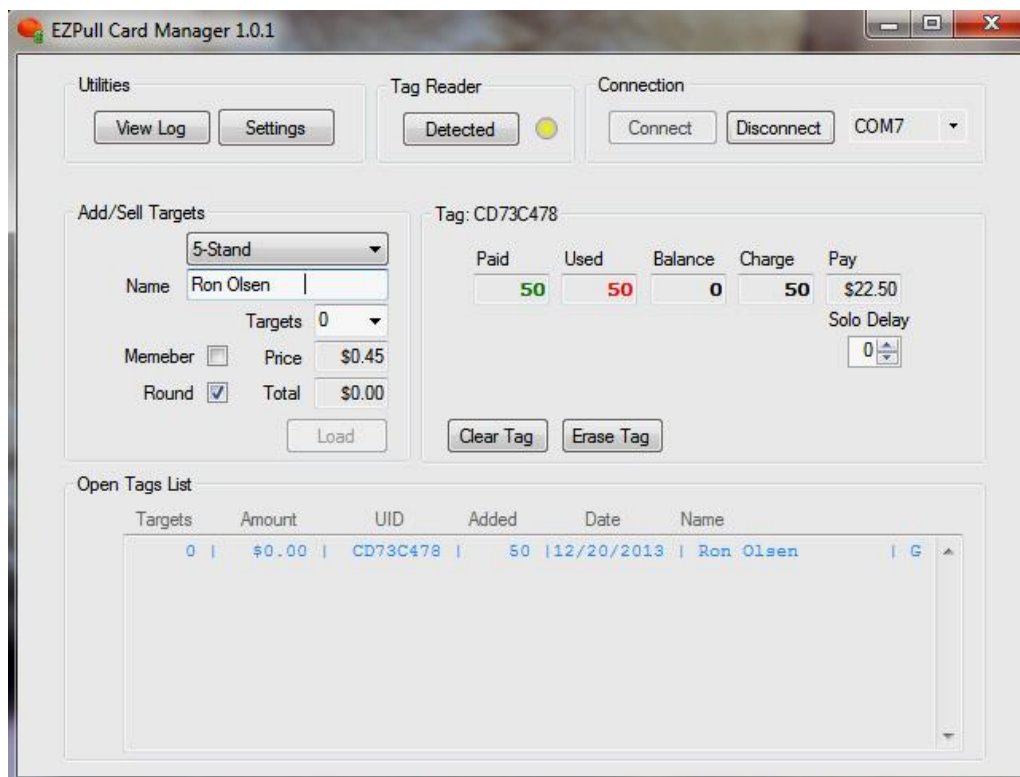 EZPull Card Manager 1.0.1
Utilities
View Log Settings
Tag Reader
Detected
Connection
Connect Disconnect COM7
Add/Sell Targets
5-Stand
Name Ron Olsen
Targets 0
Memeber Price $0.45
Round Total $0.00
Load
Tag: CD73C478
Paid Used Balance Charge Pay
50 50 0 50 $22.50
Solo Delay
0
Clear Tag Erase Tag
Open Tags List
Targets Amount UID Added Date Name
0 | $0.00 | CD73C478 | 50 |12/20/2013 | Ron Olsen | G